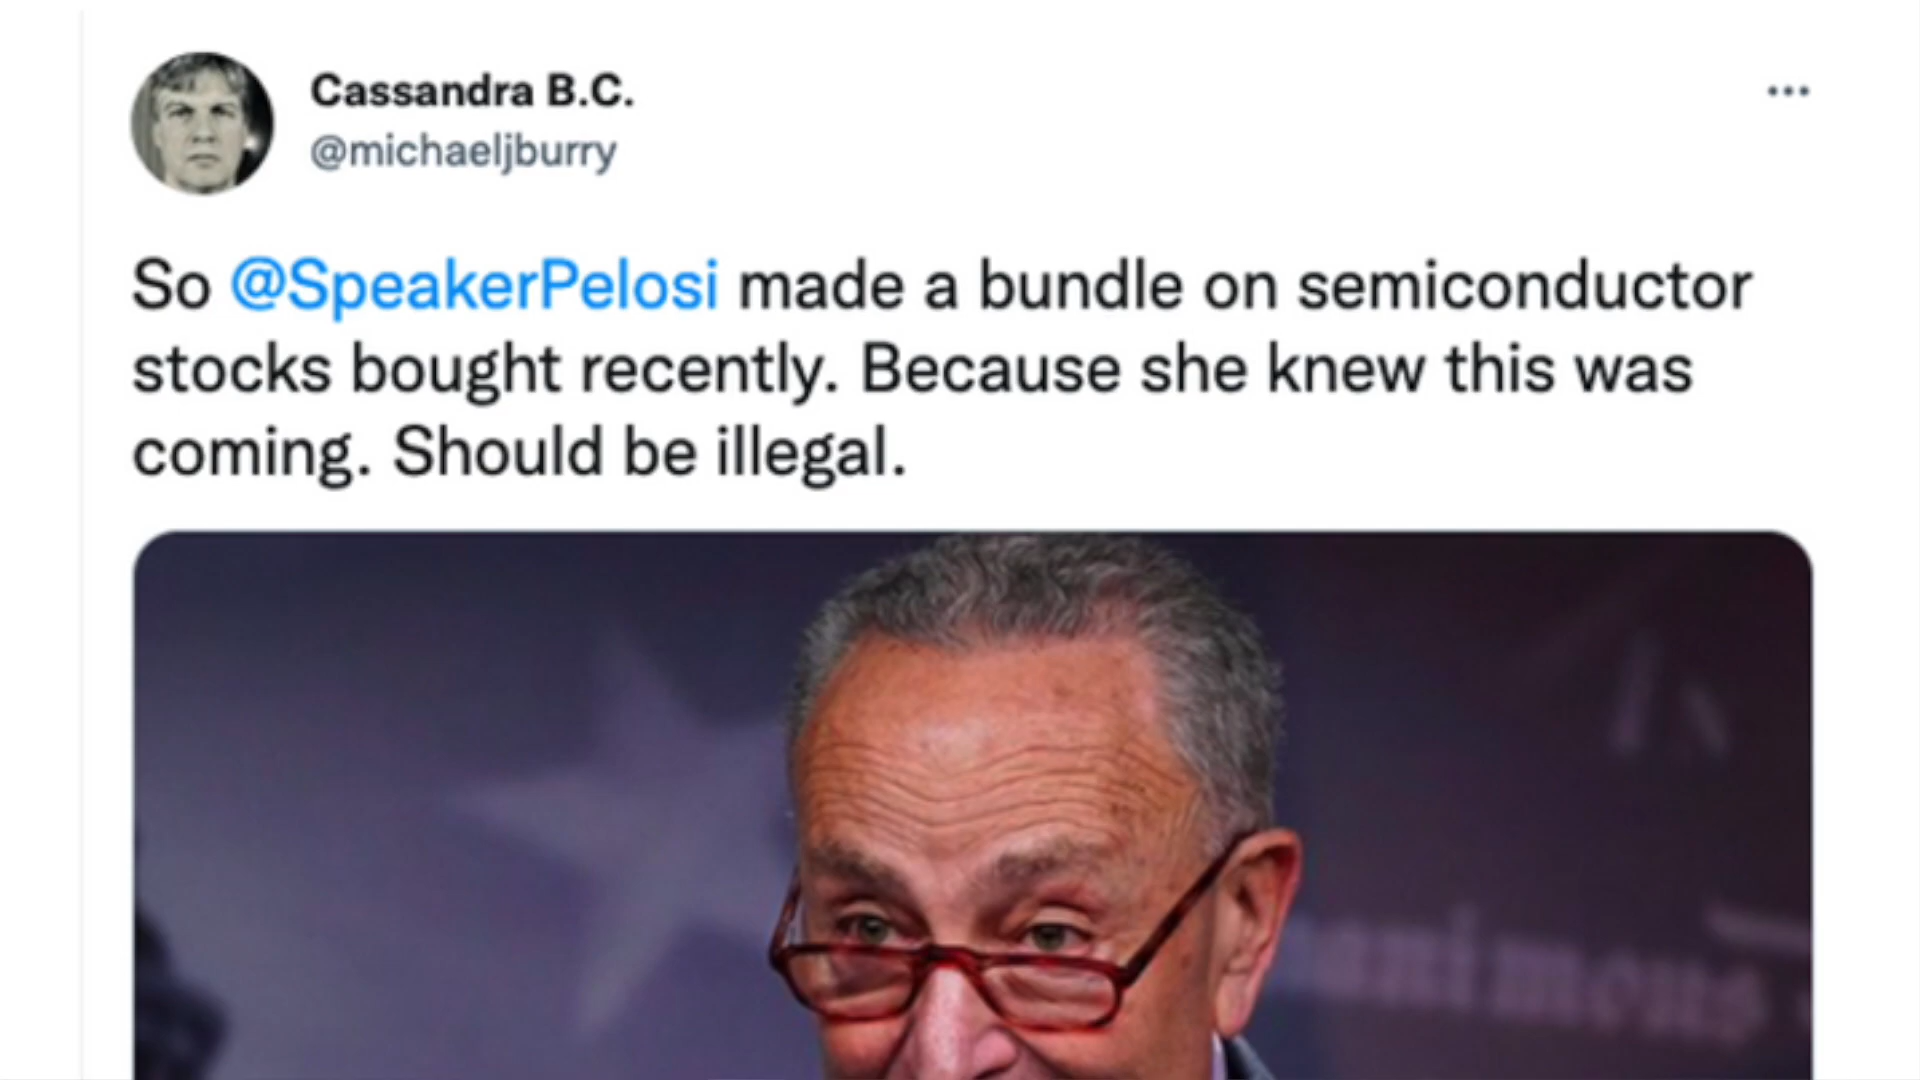 Cassandra B.C.
@michaeljburry
So @SpeakerPelosi made a bundle on semiconductor
stocks bought recently. Because she knew this was
coming. Should be illegal.